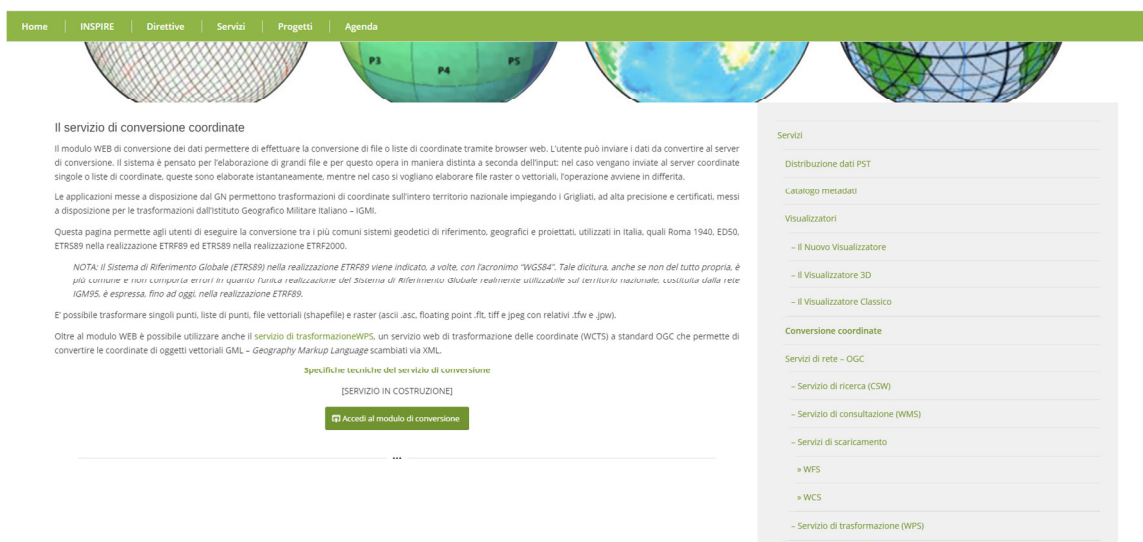 Home
INSPIRE
Direttive
Servizi
Progetti
Agenda
P3
P4
P5
Il servizio di conversione coordinate
Il modulo WEB di conversione dei dati permettere di effettuare la conversione di file o liste di coordinate tramite browser web. L'utente può inviare i dati da convertire al server
di conversione. Il sistema è pensato per l'elaborazione di grandi file e per questo opera in maniera distinta a seconda dell'input: nel caso vengano inviate al server coordinate
singole o liste di coordinate, queste sono elaborate istantaneamente, mentre nel caso si vogliano elaborare file raster o vettoriali, l'operazione avviene in differita.
Le applicazioni messe a disposizione dal GN permettono trasformazioni di coordinate sull'intero territorio nazionale impiegando i Grigliati, ad alta precisione e certificati, messi
a disposizione per le trasformazioni dall'Istituto Geografico Militare Italiano – IGMI.
Questa pagina permette agli utenti di eseguire la conversione tra i più comuni sistemi geodetici di riferimento, geografici e proiettati, utilizzati in Italia, quali Roma 1940, ED50,
ETRS89 nella realizzazione ETRF89 ed ETRS89 nella realizzazione ETRF2000.
NOTA: Il Sistema di Riferimento Globale (ETRS89) nella realizzazione ETRF89 viene indicato, a volte, con l'acronimo "WGS84". Tale dicitura, anche se non del tutto propria, è
più comune e non comporta errori in quanto l'unica realizzazione del Sistema di Riferimento Globale realmente utilizzabile sul territorio nazionale, costituita dalla rete
IGM95, è espressa, fino ad oggi, nella realizzazione ETRF89.
E' possibile trasformare singoli punti, liste di punti, file vettoriali (shapefile) e raster (ascii .asc, floating point .flt, tiff e jpeg con relativi .tfw e .jpw).
Oltre al modulo WEB è possibile utilizzare anche il servizio di trasformazioneWPS, un servizio web di trasformazione delle coordinate (WCTS) a standard OGC che permette di
convertire le coordinate di oggetti vettoriali GML – Geography Markup Language scambiati via XML.
Specifiche tecniche del servizio di conversione
[SERVIZIO IN COSTRUZIONE]
Accedi al modulo di conversione
Servizi
Distribuzione dati PST
Catalogo metadati
Visualizzatori
– Il Nuovo Visualizzatore
– Il Visualizzatore 3D
– Il Visualizzatore Classico
Conversione coordinate
Servizi di rete – OGC
– Servizio di ricerca (CSW)
– Servizio di consultazione (WMS)
– Servizi di scaricamento
» WFS
» WCS
– Servizio di trasformazione (WPS)